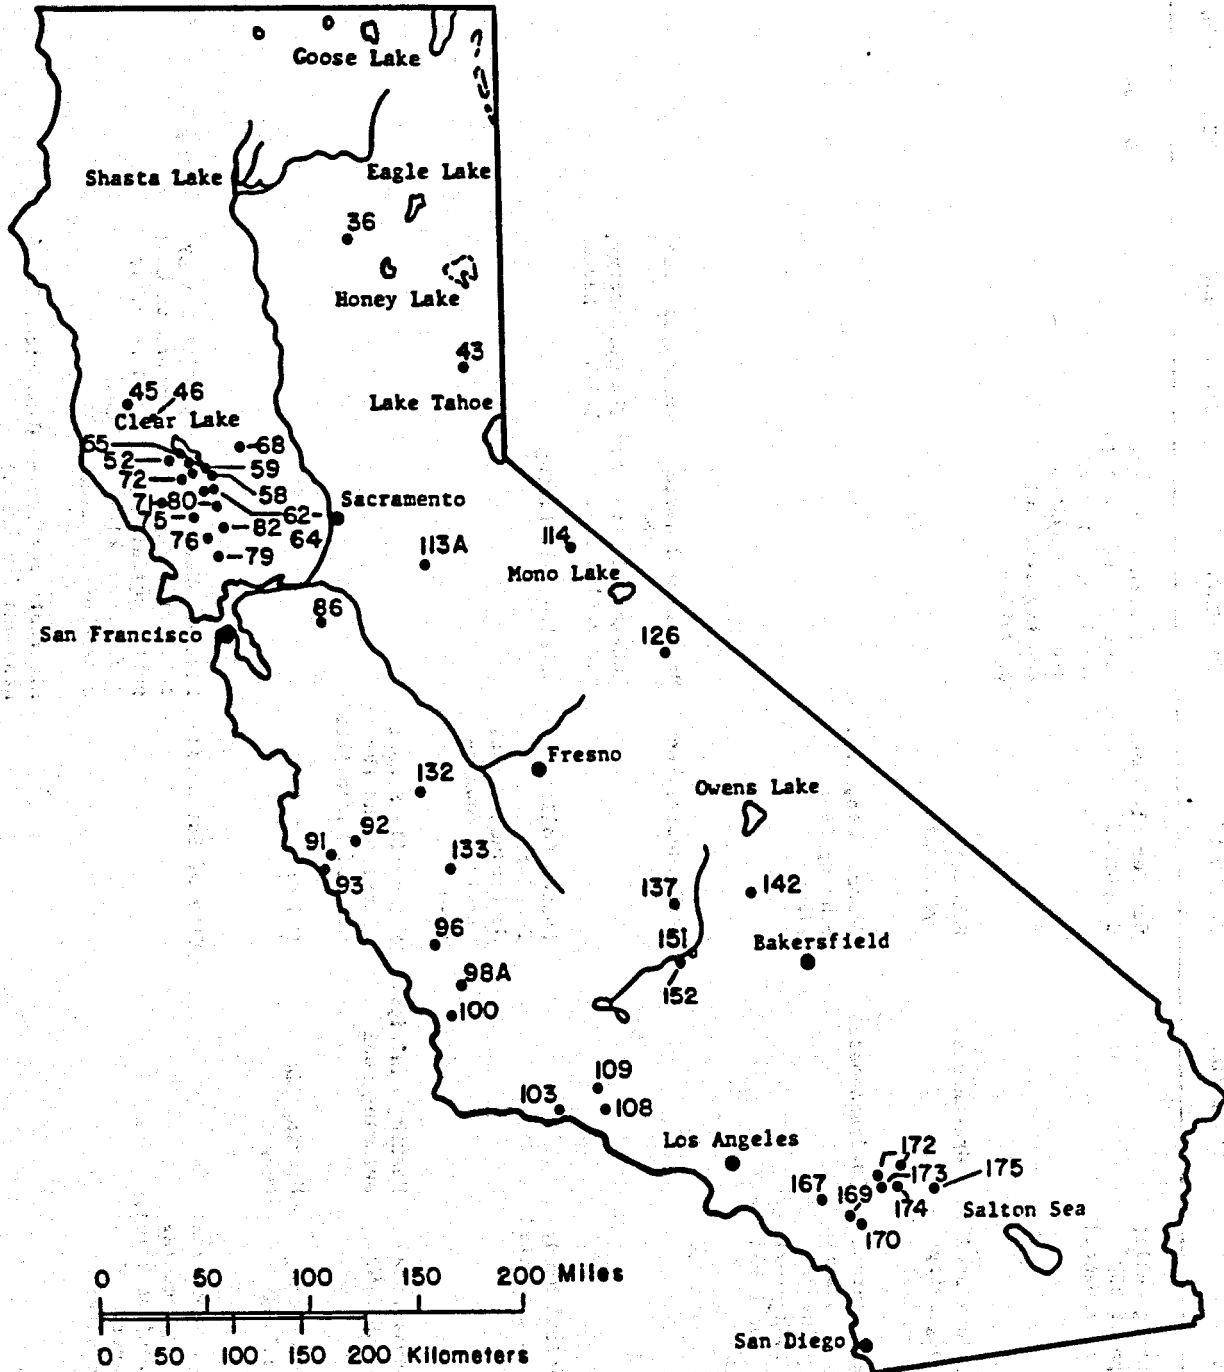 Goose Lake
Shasta Lake
Eagle Lake
36
Honey Lake
43
Lake Tahoe
45 46
Clear Lake
65
68
52
59
72
58
71 80
62-
64
Sacramento
75
82
76
79
113A
114
Mono Lake
86
San Francisco
126
Fresno
132
Owens Lake
91
92
93
133
137
142
96
151
Bakersfield
98A
152
100
109
103
108
Los Angeles
172
173
175
167
169
174
Salton Sea
170
0 50 100 150 200 Miles
0 50 100 150 200 Kilometers
San Diego